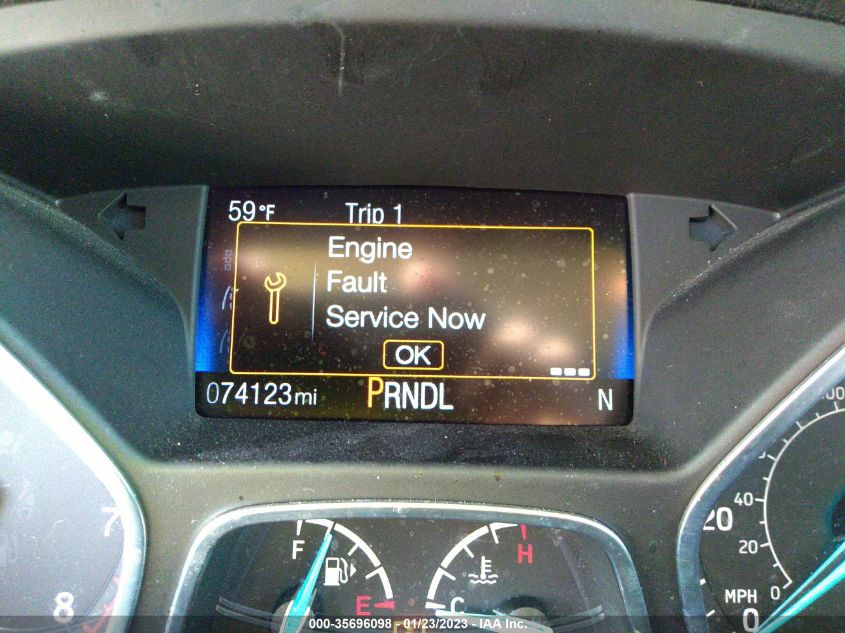 59°F Trip 1
Engine
Fault
Service Now
OK
074123mi PRNDL N
7
8
F
E
H
C
20
40
20
0
0
MPH
000-35696098 - 01/23/2023 - IAA Inc.